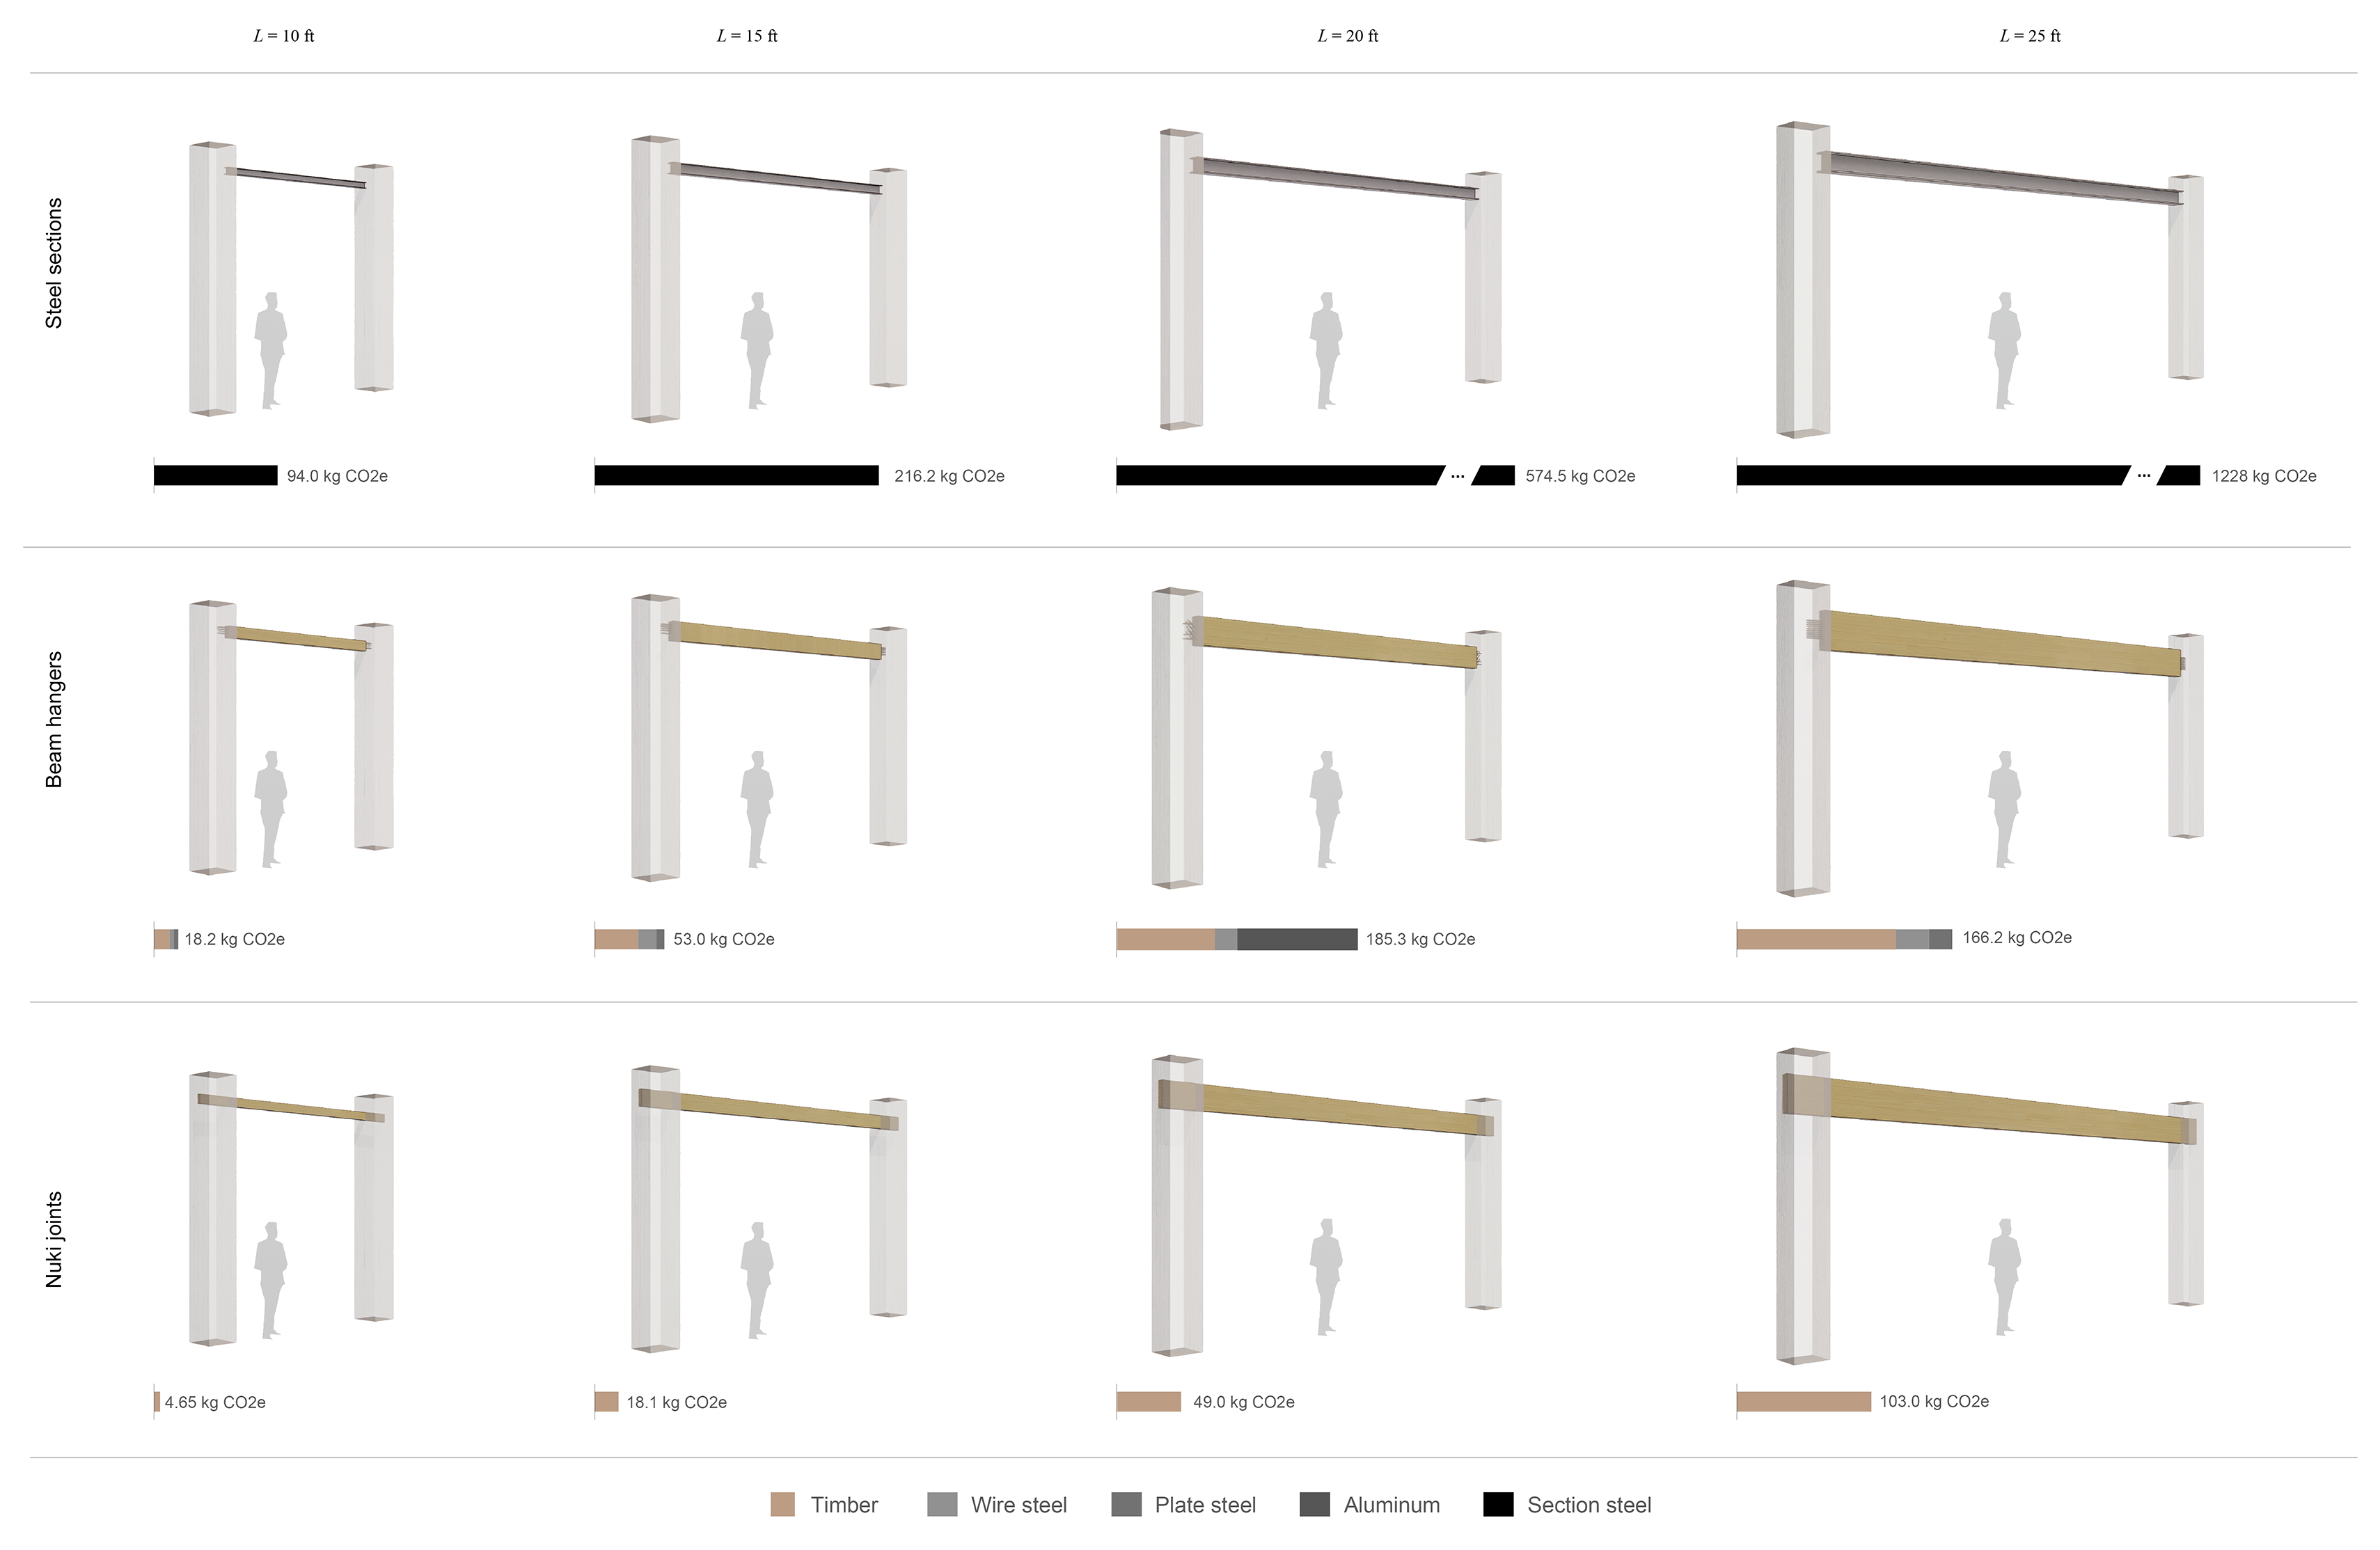 L = 10 ft
L = 15 ft
L = 20 ft
L = 25 ft
Steel sections
94.0 kg CO2e
216.2 kg CO2e
... 574.5 kg CO2e
... 1228 kg CO2e
Beam hangers
18.2 kg CO2e
53.0 kg CO2e
185.3 kg CO2e
166.2 kg CO2e
Nuki joints
4.65 kg CO2e
18.1 kg CO2e
49.0 kg CO2e
103.0 kg CO2e
Timber
Wire steel
Plate steel
Aluminum
Section steel